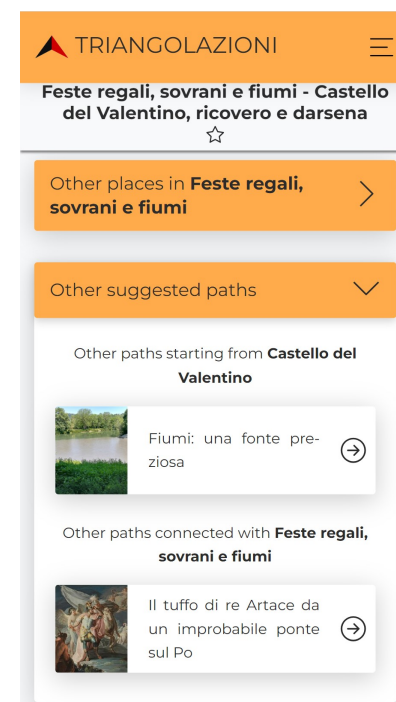 TRIANGOLAZIONI
Feste regali, sovrani e fiumi - Castello
del Valentino, ricovero e darsena
Other places in Feste regali,
sovrani e fiumi
Other suggested paths
Other paths starting from Castello del
Valentino
Fiumi: una fonte pre-
ziosa
Other paths connected with Feste regali,
sovrani e fiumi
Il tuffo di re Artace da
un improbabile ponte
sul Po